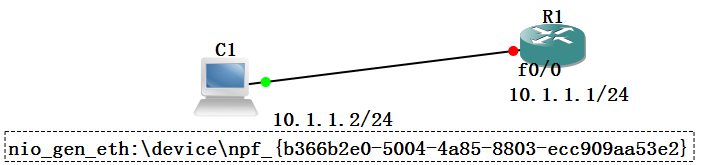 R1
C1
f0/0
10.1.1.1/24
10.1.1.2/24
nio_gen_eth:\device\npf_{b366b2e0-5004-4a85-8803-ecc909aa53e2}